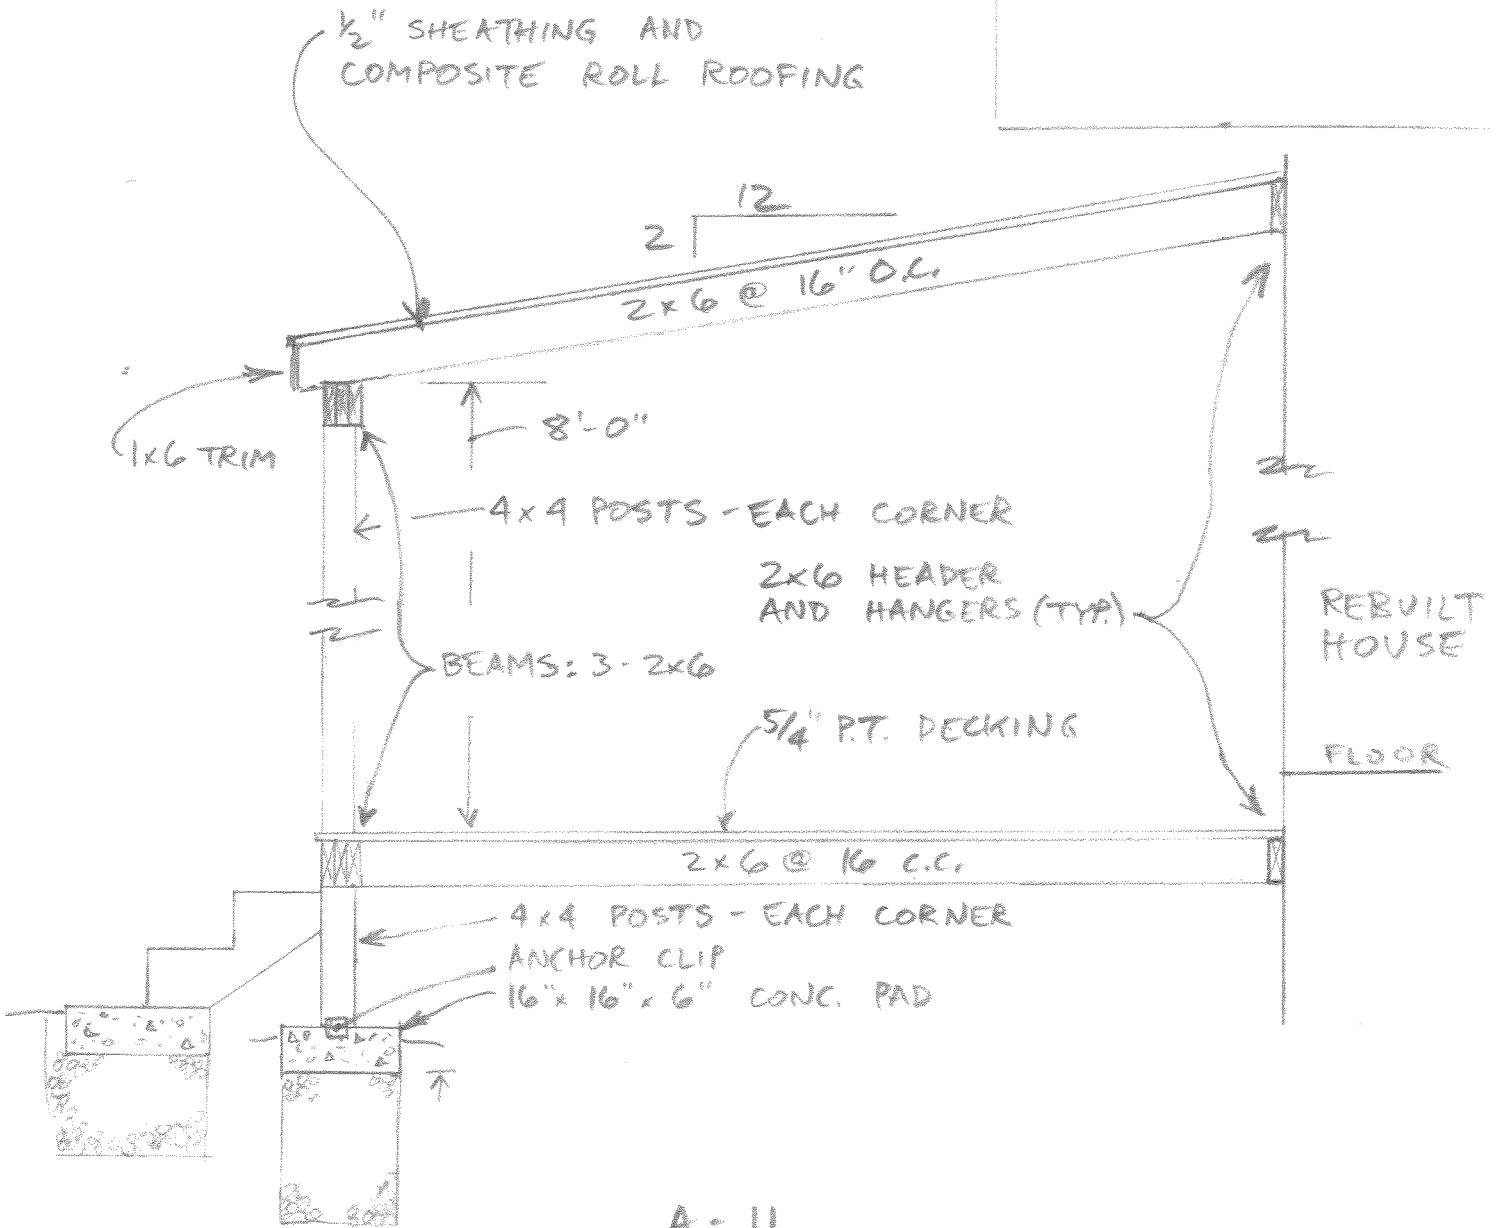 1/2" SHEATHING AND
COMPOSITE ROLL ROOFING
12
2
2x6 @ 16" O.C.
1x6 TRIM
8'-0"
4x4 POSTS - EACH CORNER
2x6 HEADER
AND HANGERS (TYP.)
REBUILT
HOUSE
BEAMS: 3-2x6
5/4" P.T. DECKING
FLOOR
2x6 @ 16 C.C.
4x4 POSTS - EACH CORNER
ANCHOR CLIP
16" x 16" x 6" CONC. PAD